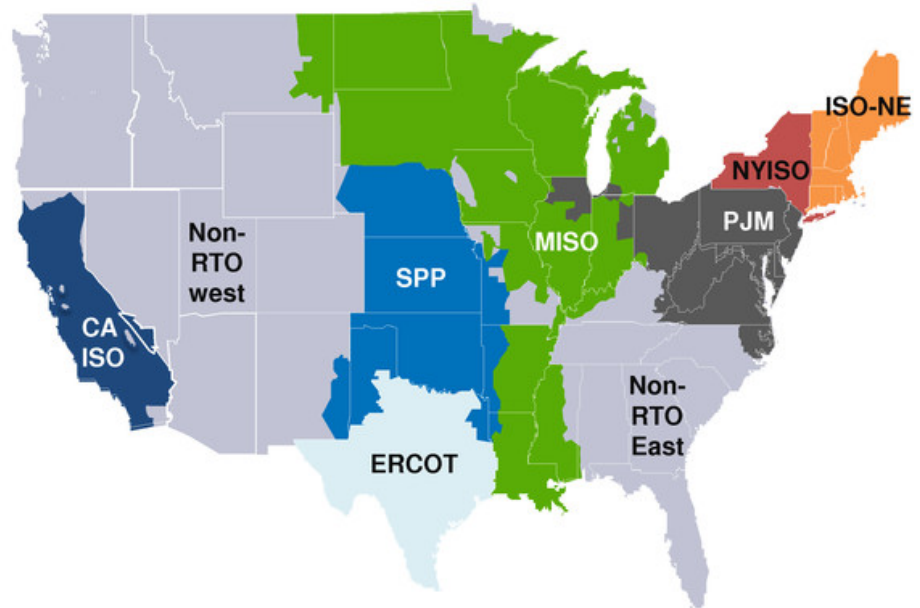 ISO-NE
NYISO
PJM
MISO
Non-
RTO
west
SPP
CA
ISO
Non-
RTO
East
ERCOT